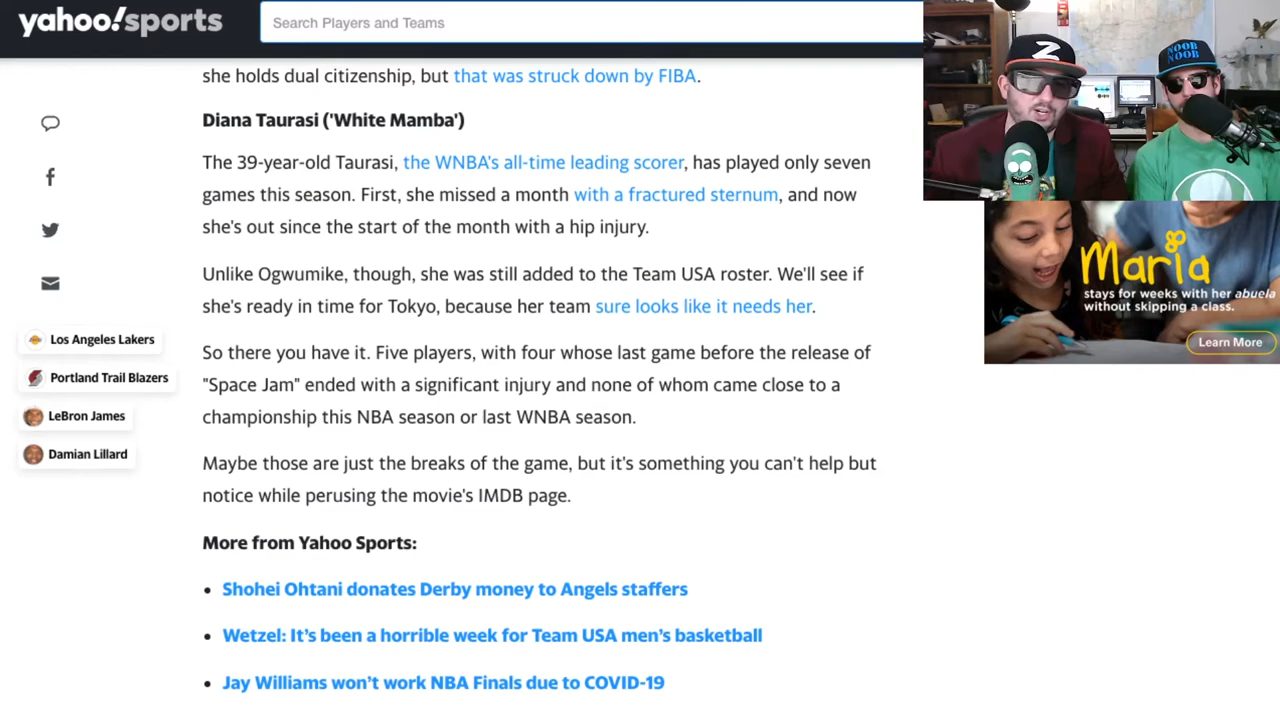 yahoo!sports
Search Players and Teams
she holds dual citizenship, but that was struck down by FIBA.
Diana Taurasi ('White Mamba')
The 39-year-old Taurasi, the WNBA's all-time leading scorer, has played only seven
games this season. First, she missed a month with a fractured sternum, and now
she's out since the start of the month with a hip injury.
Unlike Ogwumike, though, she was still added to the Team USA roster. We'll see if
she's ready in time for Tokyo, because her team sure looks like it needs her.
So there you have it. Five players, with four whose last game before the release of
"Space Jam" ended with a significant injury and none of whom came close to a
championship this NBA season or last WNBA season.
Maybe those are just the breaks of the game, but it's something you can't help but
notice while perusing the movie's IMDB page.
More from Yahoo Sports:
• Shohei Ohtani donates Derby money to Angels staffers
• Wetzel: It's been a horrible week for Team USA men's basketball
• Jay Williams won't work NBA Finals due to COVID-19
Los Angeles Lakers
Portland Trail Blazers
LeBron James
Damian Lillard
Z
NOOB
NOOB
Maria
stays for weeks with her abuela
without skipping a class.
Learn More